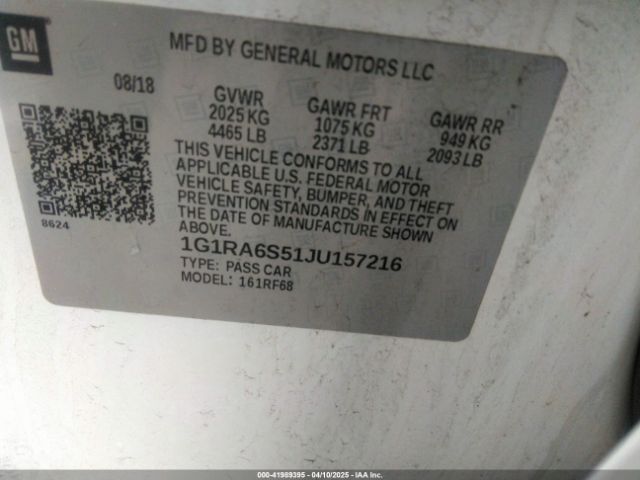 GM
MFD BY GENERAL MOTORS LLC
08/18
GVWR
2025 KG
4465 LB
GAWR FRT
1075 KG
2371 LB
GAWR RR
949 KG
2093 LB
THIS VEHICLE CONFORMS TO ALL
APPLICABLE U.S. FEDERAL MOTOR
VEHICLE SAFETY, BUMPER, AND THEFT
PREVENTION STANDARDS IN EFFECT ON
THE DATE OF MANUFACTURE SHOWN
ABOVE.
8624
1G1RA6S51JU157216
TYPE: PASS CAR
MODEL: 161RF68
000-41989395 - 04/10/2025 - IAA Inc.